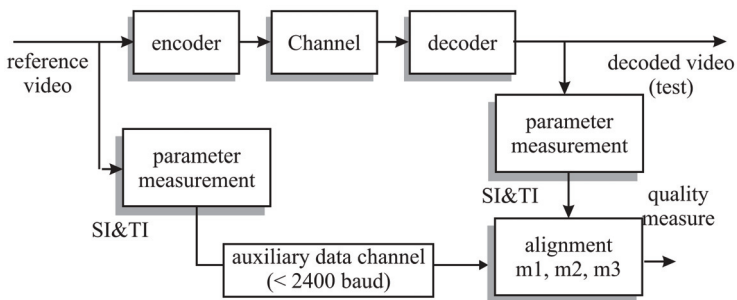 encoder
Channel
decoder
reference
video
decoded video
(test)
parameter
measurement
parameter
measurement
SI&TI
SI&TI
quality
measure
auxiliary data channel
(< 2400 baud)
alignment
m1, m2, m3